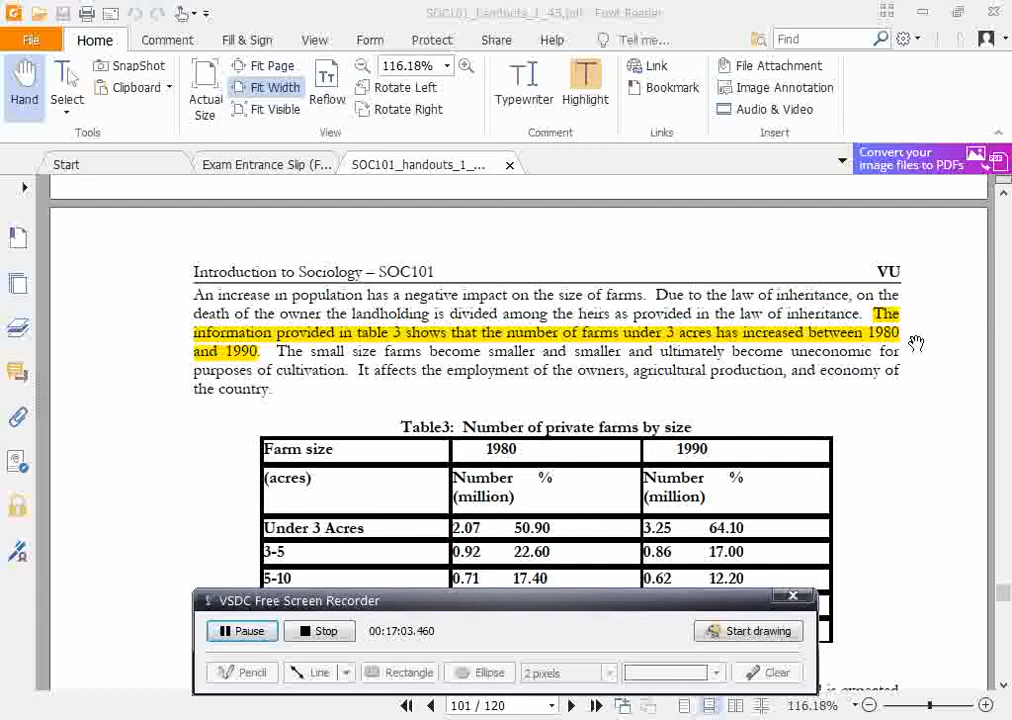 SOC101_handouts_1_45.pdf - Foxit Reader
File Home Comment Fill & Sign View Form Protect Share Help Tell me... Find
SnapShot
Clipboard
Hand Select
Tools
Actual Size
Fit Page
Fit Width
Fit Visible
Reflow
116.18%
Rotate Left
Rotate Right
View
Typewriter Highlight
Comment
Link
Bookmark
Links
File Attachment
Image Annotation
Audio & Video
Insert
Start Exam Entrance Slip (F... SOC101_handouts_1_...
Convert your
image files to PDFs
Introduction to Sociology – SOC101 VU
An increase in population has a negative impact on the size of farms. Due to the law of inheritance, on the
death of the owner the landholding is divided among the heirs as provided in the law of inheritance. The
information provided in table 3 shows that the number of farms under 3 acres has increased between 1980
and 1990. The small size farms become smaller and smaller and ultimately become uneconomic for
purposes of cultivation. It affects the employment of the owners, agricultural production, and economy of
the country.
Table3: Number of private farms by size
Farm size 1980 1990
(acres) Number % Number %
(million) (million)
Under 3 Acres 2.07 50.90 3.25 64.10
3-5 0.92 22.60 0.86 17.00
5-10 0.71 17.40 0.62 12.20
VSDC Free Screen Recorder
Pause Stop 00:17:03.460 Start drawing
Pencil Line Rectangle Ellipse 2 pixels Clear
is expected
101 / 120 116.18%